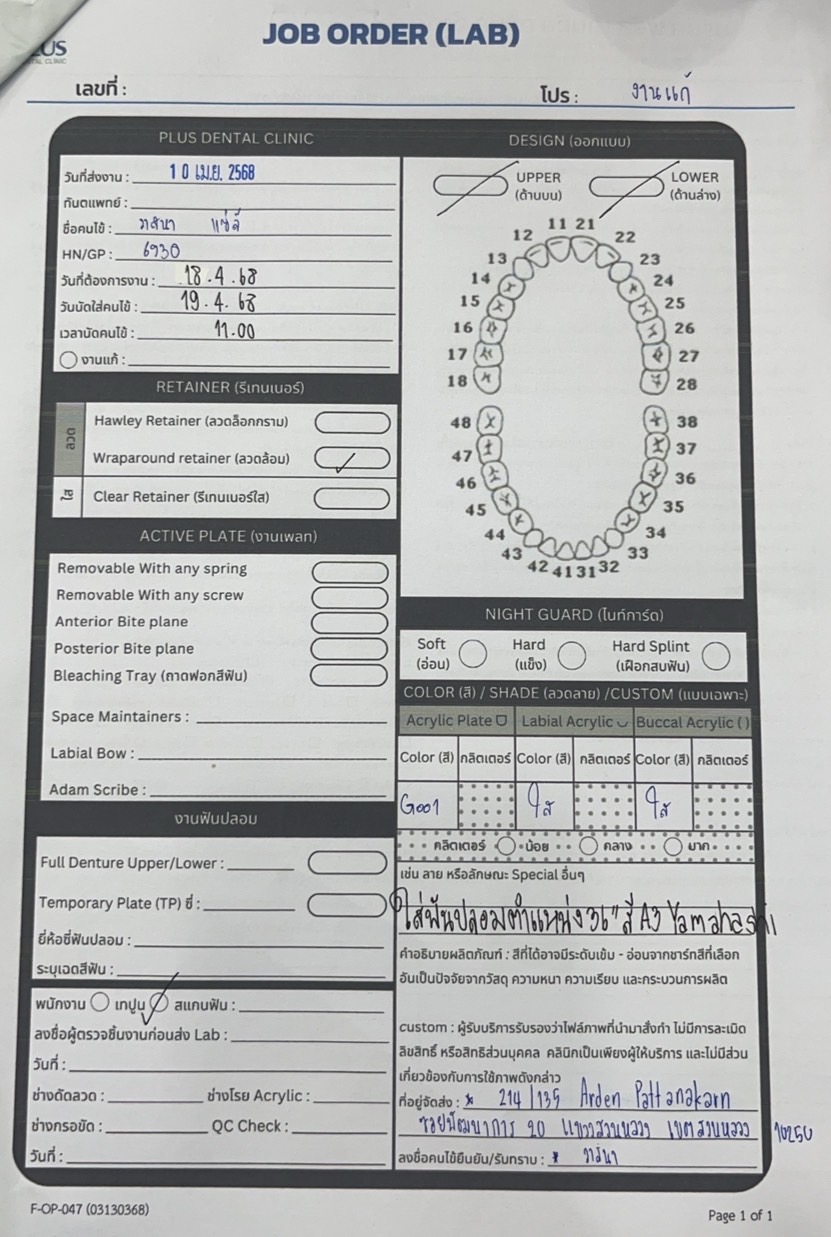 JOB ORDER (LAB)
US
TAL CLINIC
เลขที่ :
โปร : งานแก้
PLUS DENTAL CLINIC
วันที่ส่งงาน : 10 เม.ย. 2568
ทันตแพทย์ :
ชื่อคนไข้ :
HN/GP : 6930
วันที่ต้องการงาน : 18.4.68
วันนัดใส่คนไข้ : 19.4.68
เวลานัดคนไข้ : 11.00
งานแก้ :
RETAINER (รีเทนเนอร์)
ลวด
Hawley Retainer (ลวดล็อกกราม)
Wraparound retainer (ลวดล้อม)
ใส
Clear Retainer (รีเทนเนอร์ใส)
ACTIVE PLATE (งานเพลท)
Removable With any spring
Removable With any screw
Anterior Bite plane
Posterior Bite plane
Bleaching Tray (ถาดฟอกสีฟัน)
Space Maintainers :
Labial Bow :
Adam Scribe :
งานฟันปลอม
Full Denture Upper/Lower :
Temporary Plate (TP) ซี่ :
ยี่ห้อซี่ฟันปลอม :
ระบุเฉดสีฟัน :
พนักงาน เทปูน สแกนฟัน :
ลงชื่อผู้ตรวจชิ้นงานก่อนส่ง Lab :
วันที่ :
ช่างดัดลวด : ช่างโรย Acrylic :
ช่างกรอขัด : QC Check :
วันที่ :
DESIGN (ออกแบบ)
UPPER LOWER
(ด้านบน) (ด้านล่าง)
11 21
12 22
13 23
14 24
15 25
16 26
17 27
18 28
48 38
47 37
46 36
45 35
44 34
43 33
42 41 31 32
NIGHT GUARD (ไนท์การ์ด)
Soft Hard Hard Splint
(อ่อน) (แข็ง) (เฝือกสบฟัน)
COLOR (สี) / SHADE (ลวดลาย) /CUSTOM (แบบเฉพาะ)
Acrylic Plate Labial Acrylic Buccal Acrylic ( )
Color (สี) กลิตเตอร์ Color (สี) กลิตเตอร์ Color (สี) กลิตเตอร์
G001 ใส ใส
กลิตเตอร์ น้อย กลาง มาก
เช่น ลาย หรือลักษณะ Special อื่นๆ
ใส่ฟันปลอมตำแหน่ง 36" สี A3 Yamahashi
คำอธิบายผลิตภัณฑ์ : สีที่ได้อาจมีระดับเข้ม - อ่อนจากชาร์ทสีที่เลือก
อันเป็นปัจจัยจากวัสดุ ความหนา ความเรียบ และกระบวนการผลิต
custom : ผู้รับบริการรับรองว่าไฟล์ภาพที่นำมาสั่งทำ ไม่มีการละเมิด
ลิขสิทธิ์ หรือสิทธิส่วนบุคคล คลินิกเป็นเพียงผู้ให้บริการ และไม่มีส่วน
เกี่ยวข้องกับการใช้ภาพดังกล่าว
ที่อยู่จัดส่ง : * 214/135 Arden Pattanakarn
ซอยพัฒนาการ 20 แขวงสวนหลวง เขตสวนหลวง 10250
ลงชื่อคนไข้ยืนยัน/รับทราบ : *
F-OP-047 (03130368)
Page 1 of 1